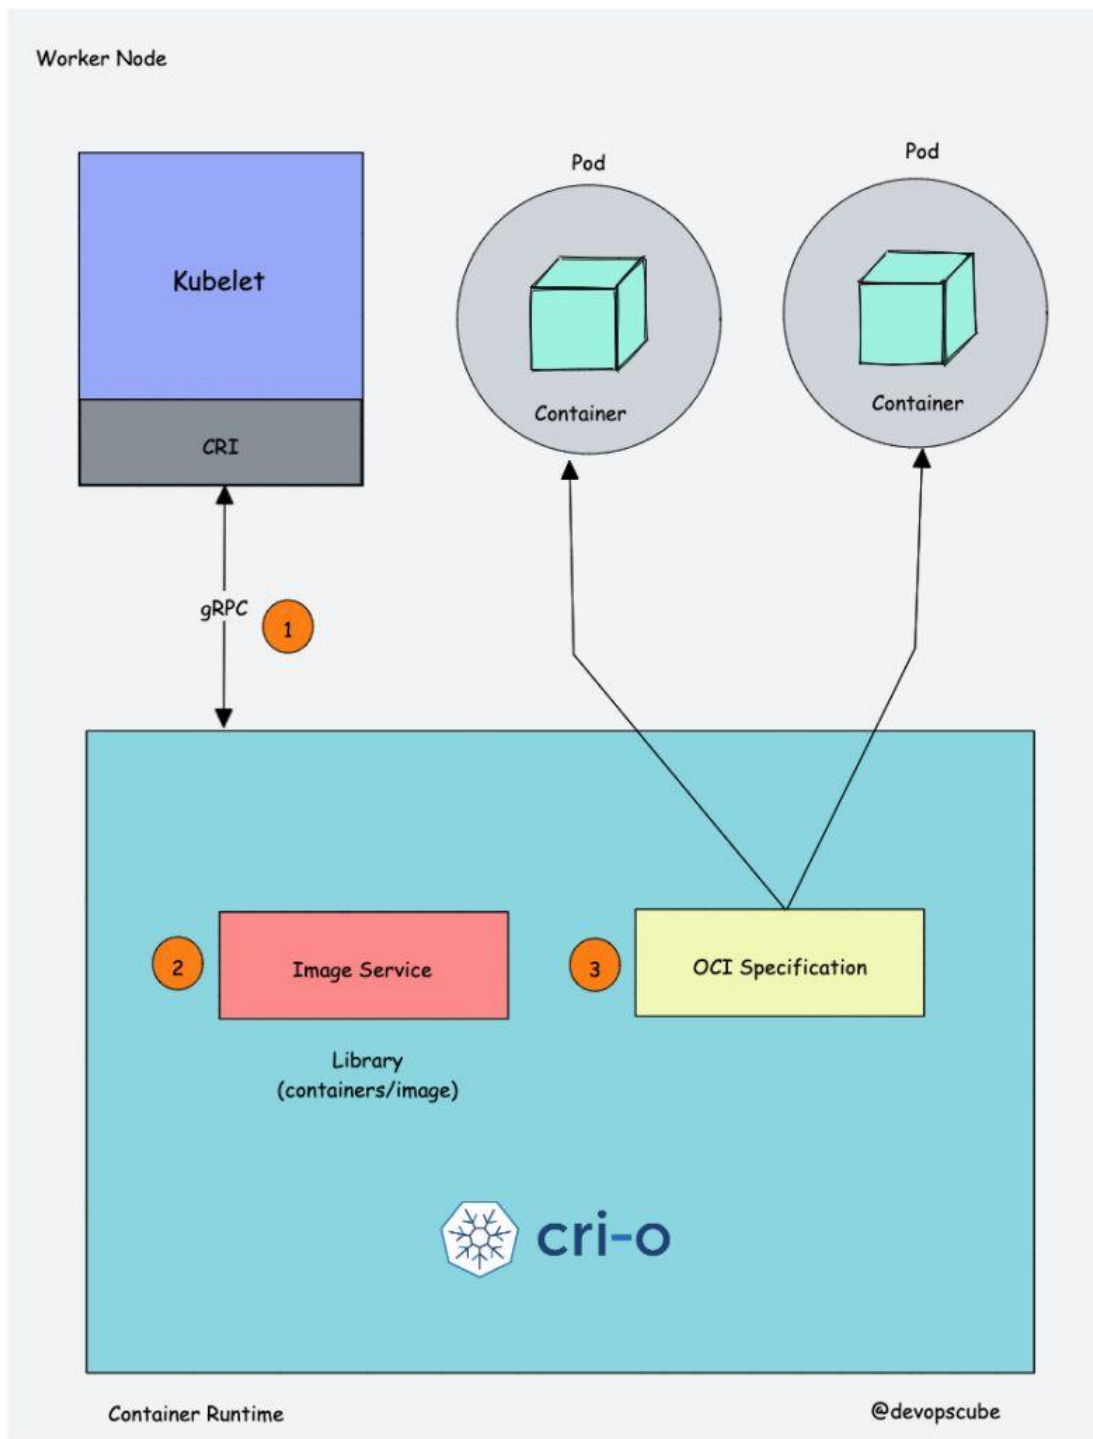 Worker Node
Pod
Pod
Kubelet
CRI
Container
Container
gRPC
1
2
Image Service
3
OCI Specification
Library
(containers/image)
cri-o
Container Runtime
@devopscube